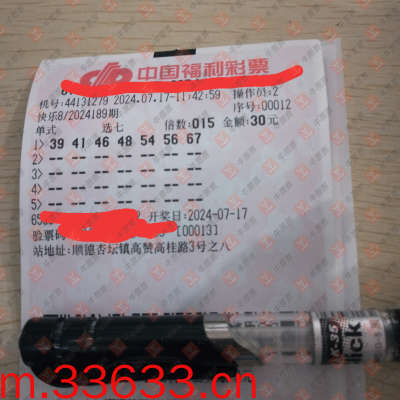 中国福利彩票
机号:44131279 2024.07.17-11:42:59 操作员:2
快乐8/2024189期 序号:00012
单式 选七 倍数:015 金额:30元
1> 39 41 46 48 54 56 67
2> -- -- -- -- -- -- --
3> -- -- -- -- -- -- --
4> -- -- -- -- -- -- --
5> -- -- -- -- -- -- --
开奖日:2024-07-17
验票码 [00013]
站地址:顺德杏坛镇高赞高桂路3号之八
m.33633.cn